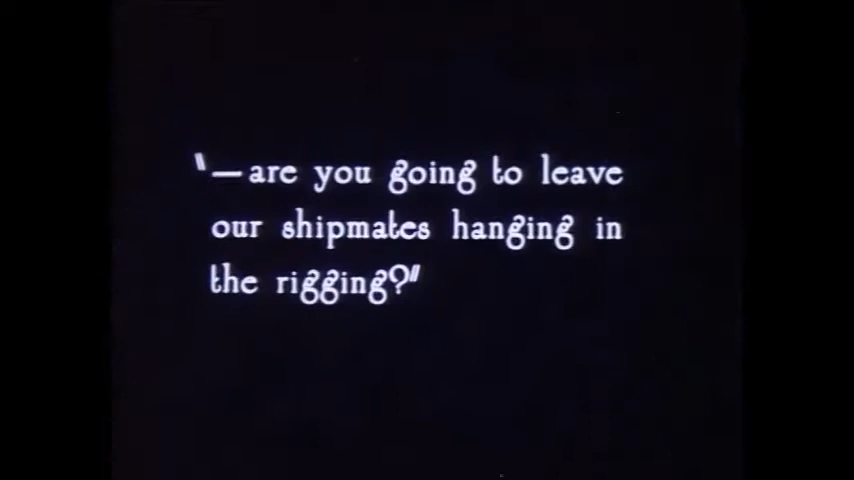 "—are you going to leave
our shipmates hanging in
the rigging?"